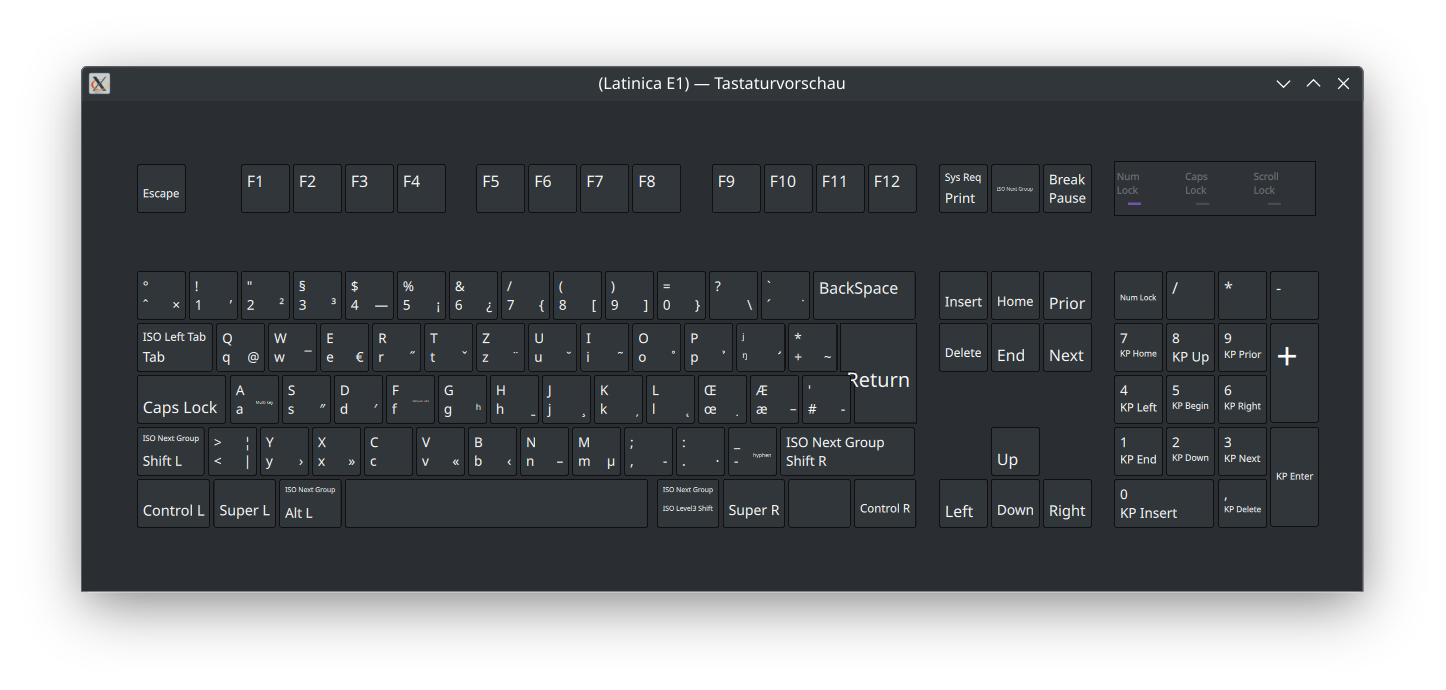 (Latinica E1) — Tastaturvorschau
Escape F1 F2 F3 F4 F5 F6 F7 F8 F9 F10 F11 F12 Sys Req Print ISO Next Group Break Pause Num Lock Caps Lock Scroll Lock
° ! " § $ % & / ( ) = ? ` BackSpace Insert Home Prior Num Lock / * -
ˆ × 1 ′ 2 ² 3 ³ 4 — 5 ¡ 6 ¿ 7 { 8 [ 9 ] 0 } \ ´ ˙
ISO Left Tab Q W E R T Z U I O P j * Return Delete End Next 7 8 9 +
Tab q @ w ¯ e € r ˝ t ˇ z ¨ u ˘ i ˜ o ° p ŋ + ~ KP Home KP Up KP Prior
Caps Lock A S D F G H J K L Œ Æ ' 4 5 6
a s ″ d ′ f g h h j k l œ æ – # - KP Left KP Begin KP Right
ISO Next Group > ¦ Y X C V B N M ; : _ ISO Next Group Up 1 2 3 KP Enter
Shift L < | y › x » c v « b ‹ n – m µ , - . · - hyphen Shift R KP End KP Down KP Next
Control L Super L ISO Next Group Alt L ISO Next Group ISO Level3 Shift Super R Control R Left Down Right 0 KP Insert , KP Delete